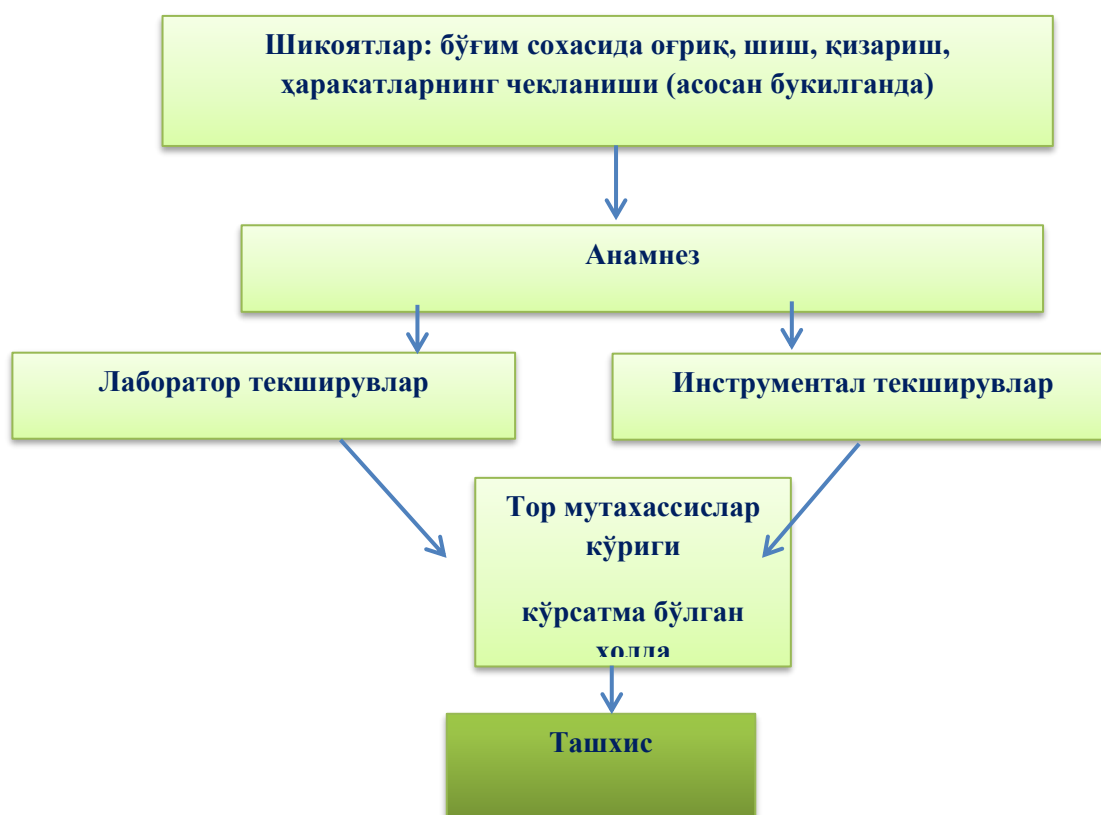 Шикоятлар: бўғим сохасида оғриқ, шиш, қизариш,
ҳаракатларнинг чекланиши (асосан букилганда)
Анамнез
Лаборатор текширувлар
Инструментал текширувлар
Тор мутахассислар
кўриги
кўрсатма бўлган
ҳолда
Ташхис